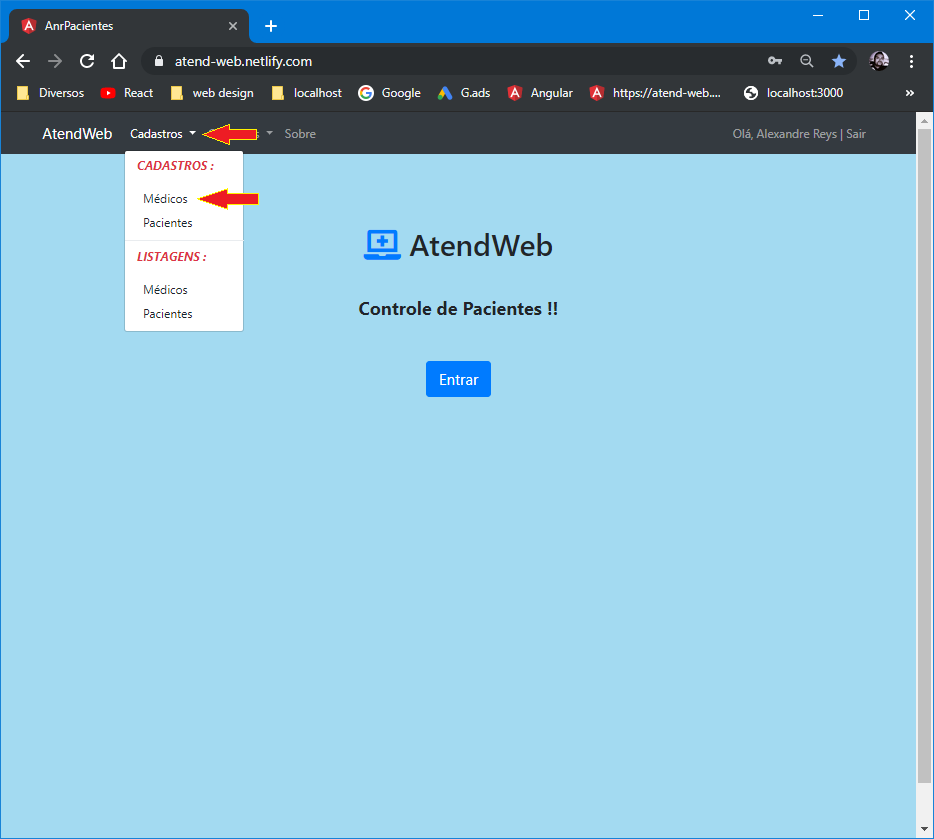 AnrPacientes
atend-web.netlify.com
Diversos React web design localhost Google G.ads Angular https://atend-web.... localhost:3000 »
AtendWeb Cadastros Sobre Olá, Alexandre Reys | Sair
CADASTROS :
Médicos
Pacientes
LISTAGENS :
Médicos
Pacientes
AtendWeb
Controle de Pacientes !!
Entrar